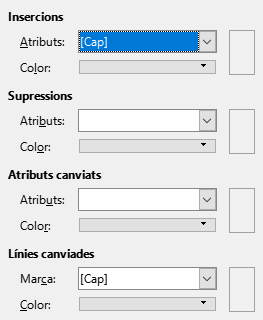 Insercions
Atributs: [Cap]
Color:
Supressions
Atributs:
Color:
Atributs canviats
Atributs:
Color:
Línies canviades
Marca: [Cap]
Color: